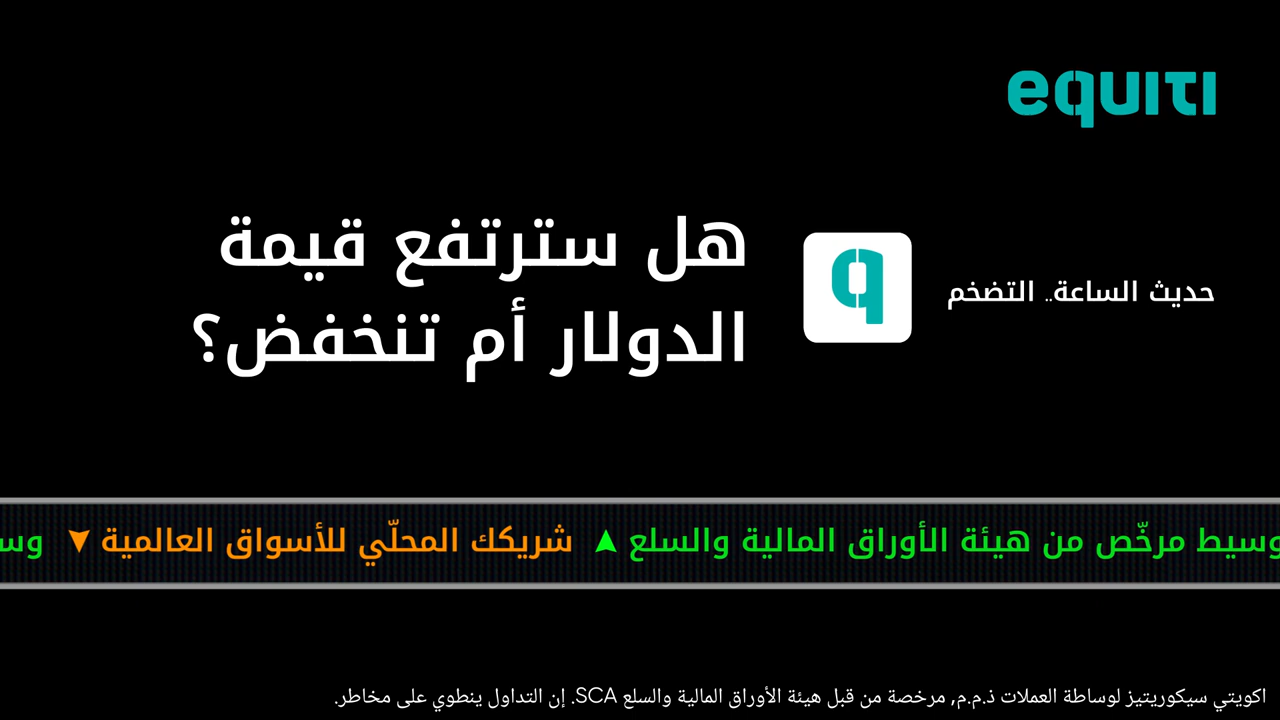 equiti
حديث الساعة.. التضخم
هل سترتفع قيمة
الدولار أم تنخفض؟
وسيط مرخّص من هيئة الأوراق المالية والسلع ▲ شريكك المحلّي للأسواق العالمية ▼
اكويتي سيكوريتيز لوساطة العملات ذ.م.م, مرخصة من قبل هيئة الأوراق المالية والسلع SCA. إن التداول ينطوي على مخاطر.